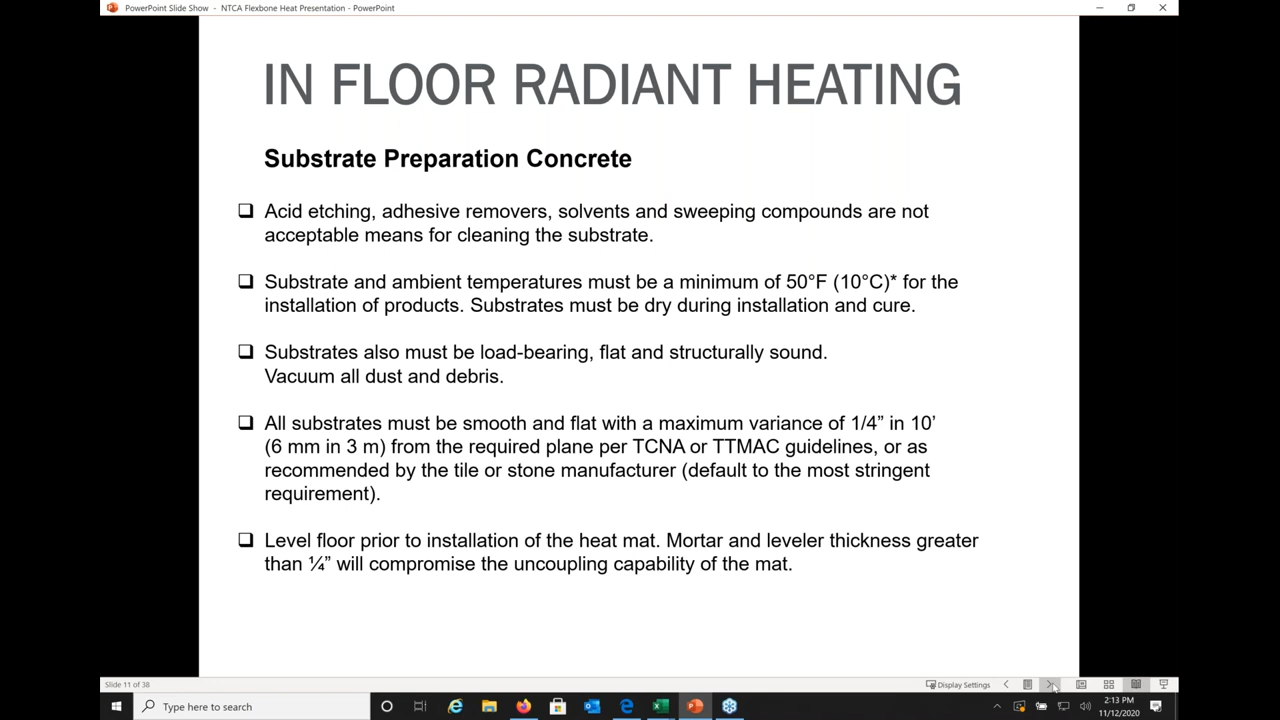 PowerPoint Slide Show - NTCA Flexbone Heat Presentation - PowerPoint
IN FLOOR RADIANT HEATING
Substrate Preparation Concrete
❑ Acid etching, adhesive removers, solvents and sweeping compounds are not
acceptable means for cleaning the substrate.
❑ Substrate and ambient temperatures must be a minimum of 50°F (10°C)* for the
installation of products. Substrates must be dry during installation and cure.
❑ Substrates also must be load-bearing, flat and structurally sound.
Vacuum all dust and debris.
❑ All substrates must be smooth and flat with a maximum variance of 1/4” in 10’
(6 mm in 3 m) from the required plane per TCNA or TTMAC guidelines, or as
recommended by the tile or stone manufacturer (default to the most stringent
requirement).
❑ Level floor prior to installation of the heat mat. Mortar and leveler thickness greater
than ¼” will compromise the uncoupling capability of the mat.
Slide 11 of 38
Display Settings
Type here to search
2:13 PM
11/12/2020